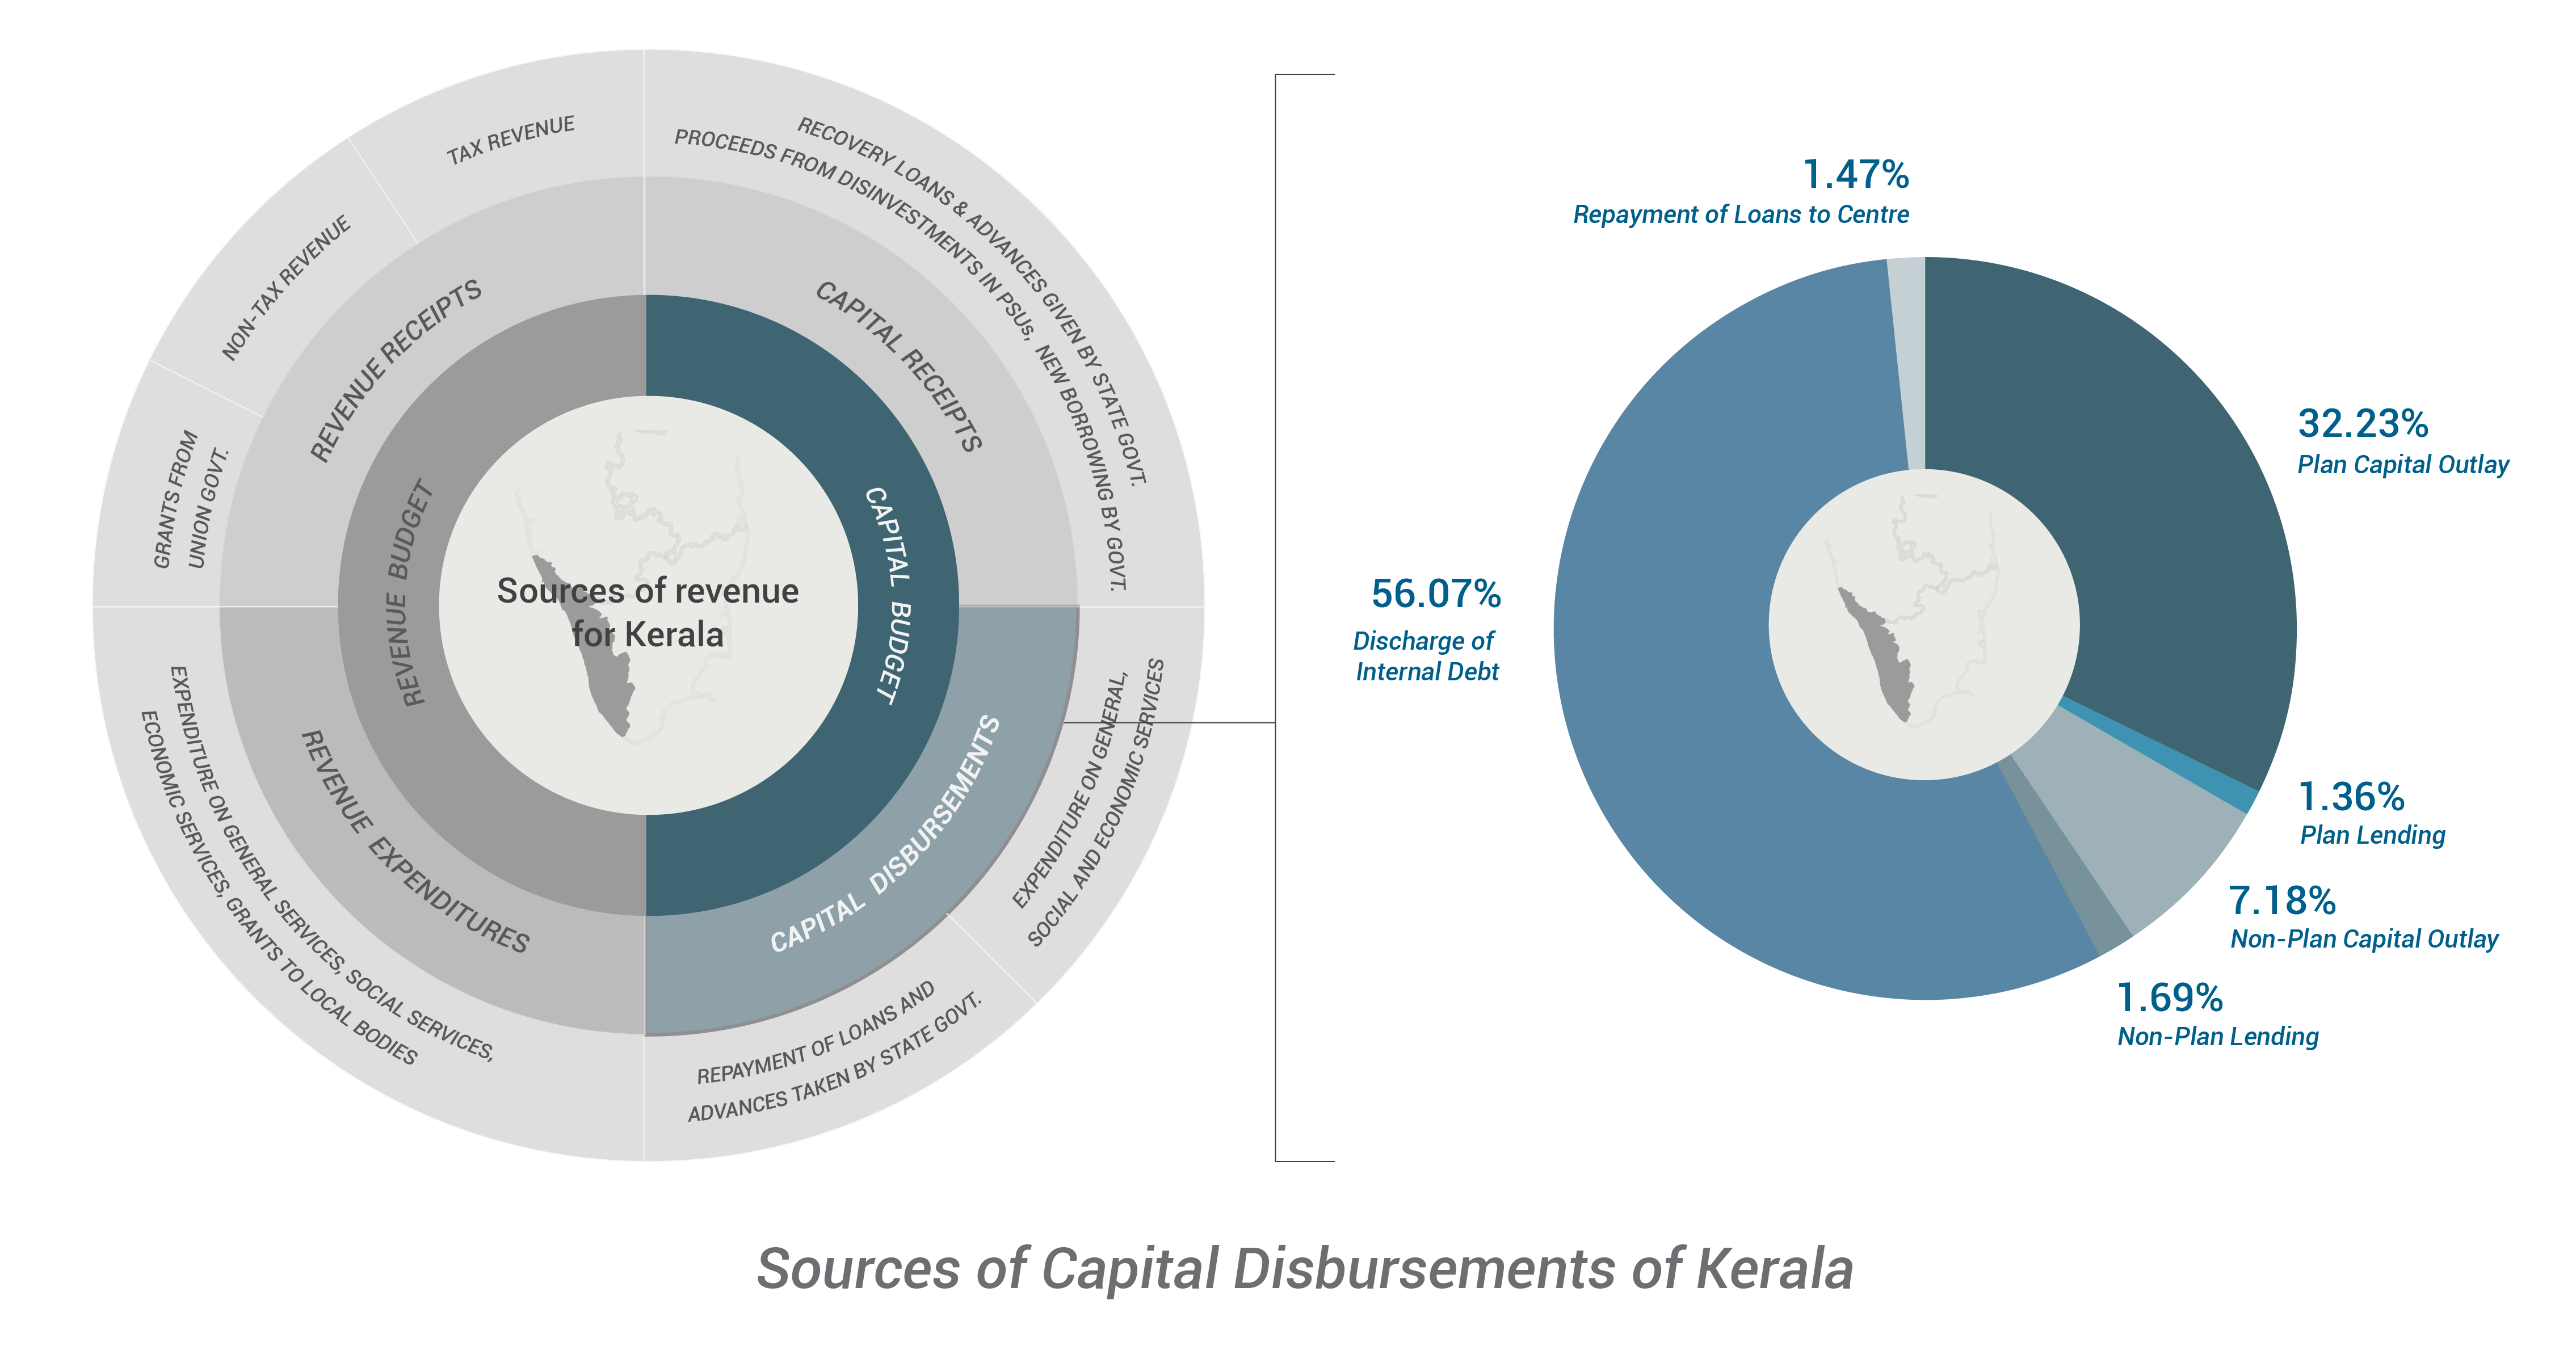 TAX REVENUE
NON-TAX REVENUE
GRANTS FROM
UNION GOVT.
REVENUE RECEIPTS
REVENUE BUDGET
RECOVERY LOANS & ADVANCES GIVEN BY STATE GOVT.
PROCEEDS FROM DISINVESTMENTS IN PSUs, NEW BORROWING BY GOVT.
CAPITAL RECEIPTS
CAPITAL BUDGET
Sources of revenue
for Kerala
REVENUE EXPENDITURES
EXPENDITURE ON GENERAL SERVICES, SOCIAL SERVICES,
ECONOMIC SERVICES, GRANTS TO LOCAL BODIES
CAPITAL DISBURSEMENTS
EXPENDITURE ON GENERAL,
SOCIAL AND ECONOMIC SERVICES
REPAYMENT OF LOANS AND
ADVANCES TAKEN BY STATE GOVT.
1.47%
Repayment of Loans to Centre
32.23%
Plan Capital Outlay
56.07%
Discharge of
Internal Debt
1.36%
Plan Lending
7.18%
Non-Plan Capital Outlay
1.69%
Non-Plan Lending
Sources of Capital Disbursements of Kerala